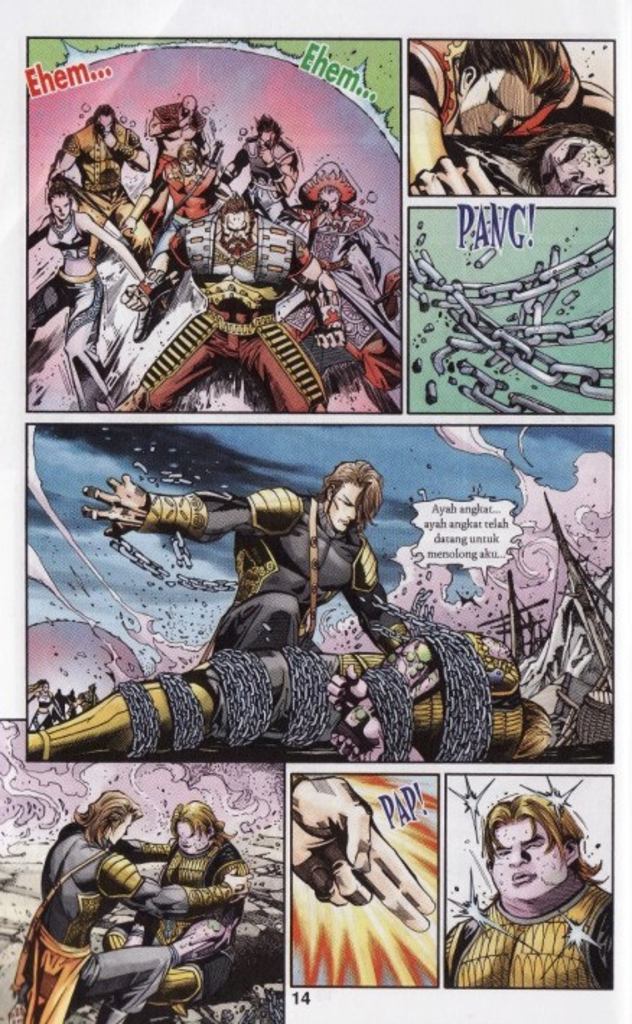 Ehem...
Ehem...
PANG!
Ayah angkat...
ayah angkat telah
datang untuk
menolong aku...
PAP!
14